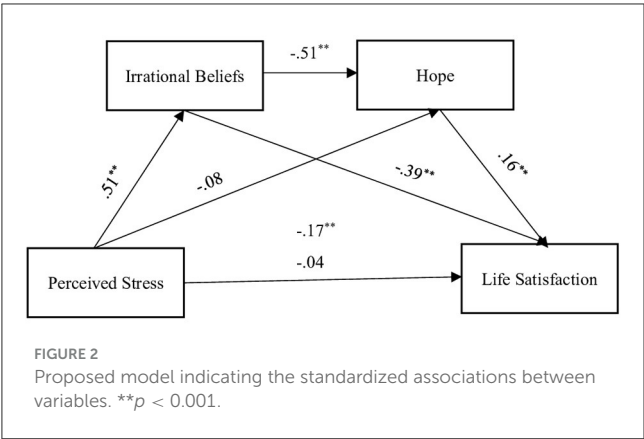 -.51**
Irrational Beliefs
Hope
.51**
-.08
-.39**
.16**
-.17**
-.04
Perceived Stress
Life Satisfaction
FIGURE 2
Proposed model indicating the standardized associations between
variables. **p < 0.001.